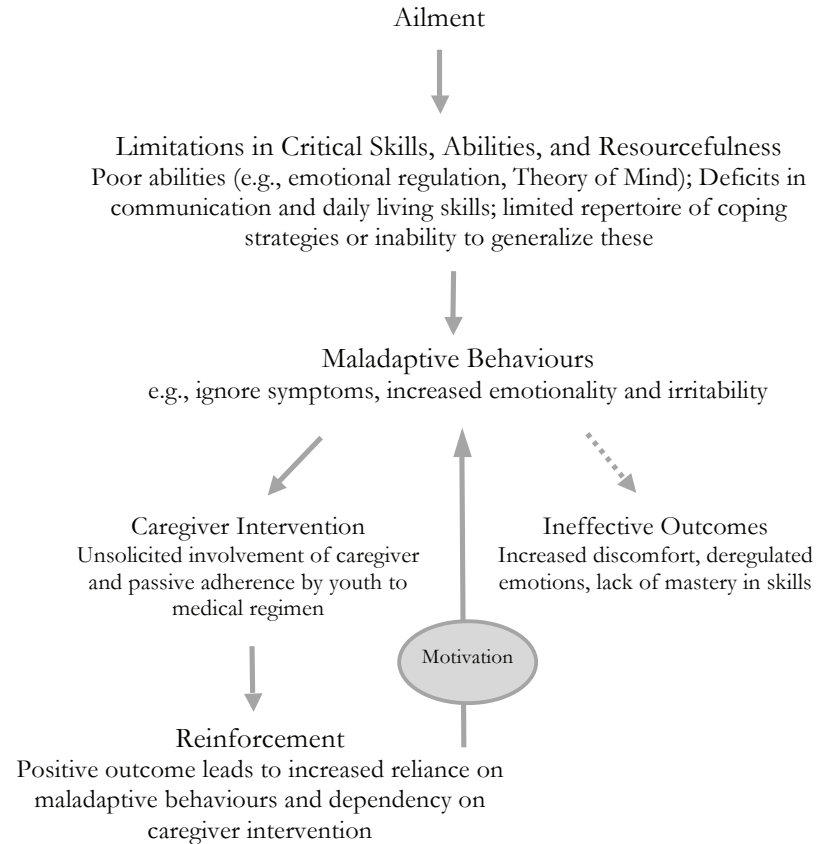 Ailment
Limitations in Critical Skills, Abilities, and Resourcefulness
Poor abilities (e.g., emotional regulation, Theory of Mind); Deficits in
communication and daily living skills; limited repertoire of coping
strategies or inability to generalize these
Maladaptive Behaviours
e.g., ignore symptoms, increased emotionality and irritability
Caregiver Intervention
Unsolicited involvement of caregiver
and passive adherence by youth to
medical regimen
Ineffective Outcomes
Increased discomfort, deregulated
emotions, lack of mastery in skills
Motivation
Reinforcement
Positive outcome leads to increased reliance on
maladaptive behaviours and dependency on
caregiver intervention